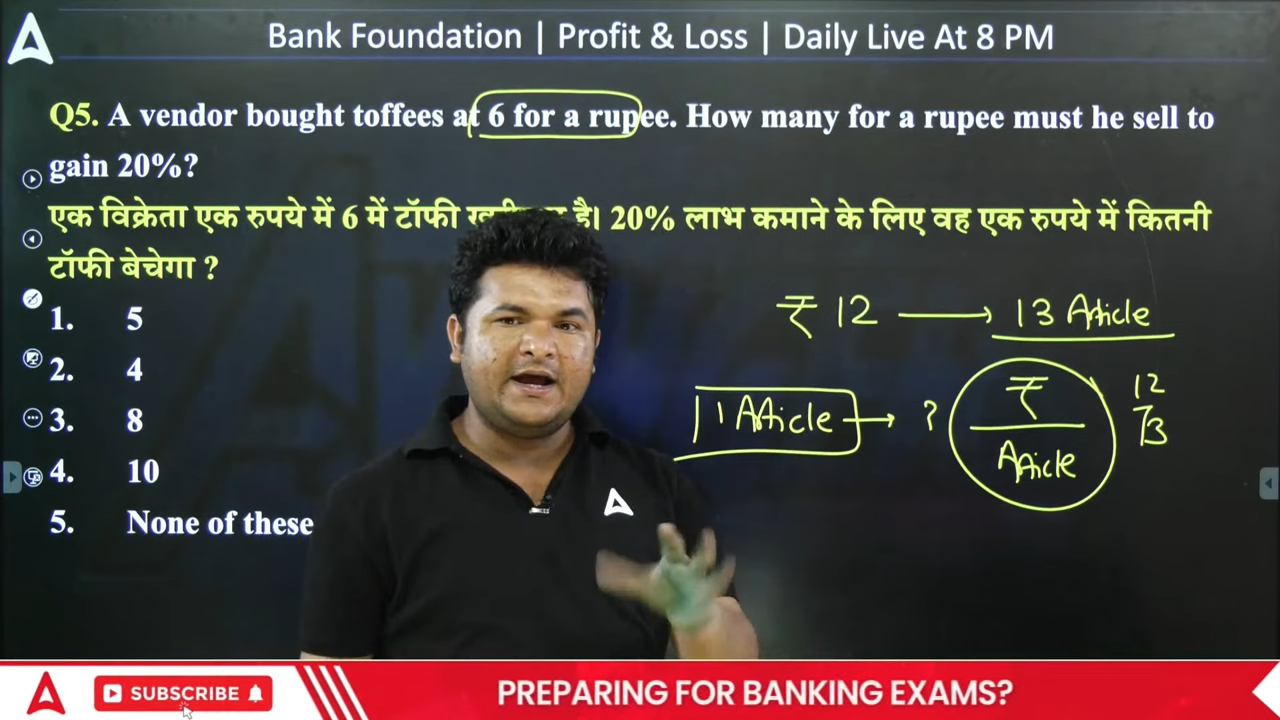 Bank Foundation | Profit & Loss | Daily Live At 8 PM
Q5. A vendor bought toffees at 6 for a rupee. How many for a rupee must he sell to
gain 20%?
एक विक्रेता एक रुपये में 6 में टॉफी है। 20% लाभ कमाने के लिए वह एक रुपये में कितनी
टॉफी बेचेगा ?
1. 5
2. 4
3. 8
4. 10
5. None of these
₹ 12 → 13 Article
11 Article → ?
₹
Article
12
13
SUBSCRIBE
PREPARING FOR BANKING EXAMS?